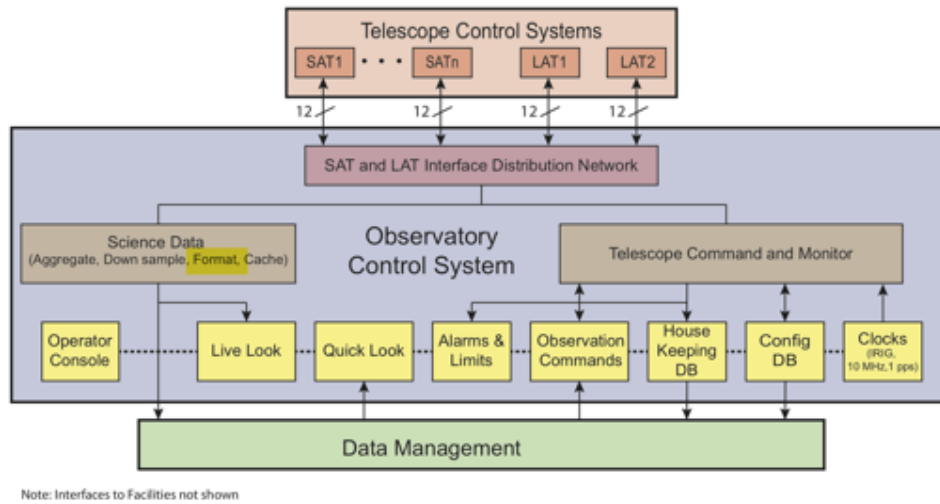 Telescope Control Systems
SAT1 • • • SATn LAT1 LAT2
12 12 12 12
SAT and LAT Interface Distribution Network
Science Data
(Aggregate, Down sample, Format, Cache)
Observatory
Control System
Telescope Command and Monitor
Operator
Console
Live Look
Quick Look
Alarms &
Limits
Observation
Commands
House
Keeping
DB
Config
DB
Clocks
(IRIG,
10 MHz,1 pps)
Data Management
Note: Interfaces to Facilities not shown